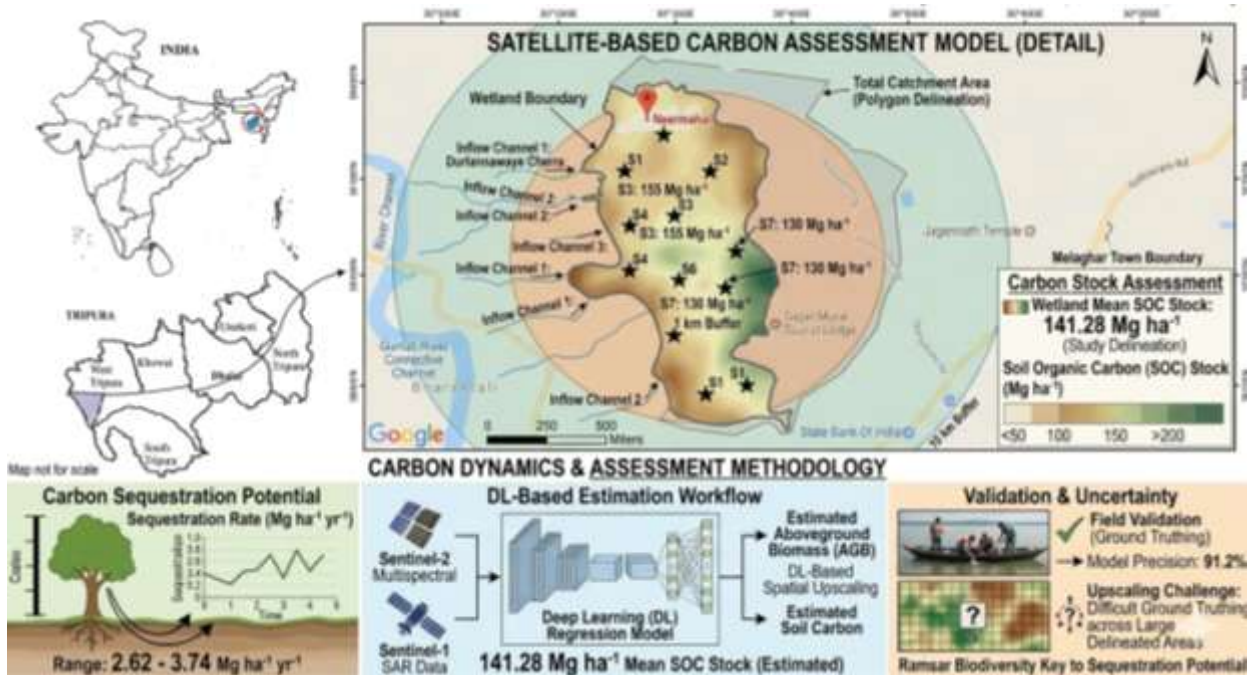 INDIA
TRIPURA
Unakoti
North
Tripura
Dhalai
Khowai
West
Tripura
South
Tripura
Map not for scale
SATELLITE-BASED CARBON ASSESSMENT MODEL (DETAIL)
N
Total Catchment Area
(Polygon Delineation)
Wetland Boundary
Neermahal
Inflow Channel 1:
Inflow Channel 2:
Inflow Channel 2:
Inflow Channel 3:
Inflow Channel 1:
Inflow Channel 1:
Inflow Channel 2:
River Channel
Connective
Channel
S1
S2
S3: 155 Mg ha⁻¹
S3
S4
S3: 155 Mg ha⁻¹
S7: 130 Mg ha⁻¹
S4
S6
S7: 130 Mg ha⁻¹
S7: 130 Mg ha⁻¹
1 km Buffer
S1
S1
Jagannath Temple
Melaghar Town Boundary
State Bank Of India
10 km Buffer
Google
0 250 500
Miters
Carbon Stock Assessment
Wetland Mean SOC Stock:
141.28 Mg ha⁻¹
(Study Delineation)
Soil Organic Carbon (SOC) Stock
(Mg ha⁻¹)
<50 100 150 >200
CARBON DYNAMICS & ASSESSMENT METHODOLOGY
Carbon Sequestration Potential
Sequestration Rate (Mg ha⁻¹ yr⁻¹)
Time
Range: 2.62 - 3.74 Mg ha⁻¹ yr⁻¹
DL-Based Estimation Workflow
Sentinel-2
Multispectral
Sentinel-1
SAR Data
Deep Learning (DL)
Regression Model
Estimated
Aboveground
Biomass (AGB)
DL-Based
Spatial Upscaling
Estimated
Soil Carbon
141.28 Mg ha⁻¹ Mean SOC Stock (Estimated)
Validation & Uncertainty
Field Validation
(Ground Truthing)
Model Precision: 91.2%
?
?
Upscaling Challenge:
Difficult Ground Truthing
across Large
Delineated Areas
Ramsar Biodiversity Key to Sequestration Potential